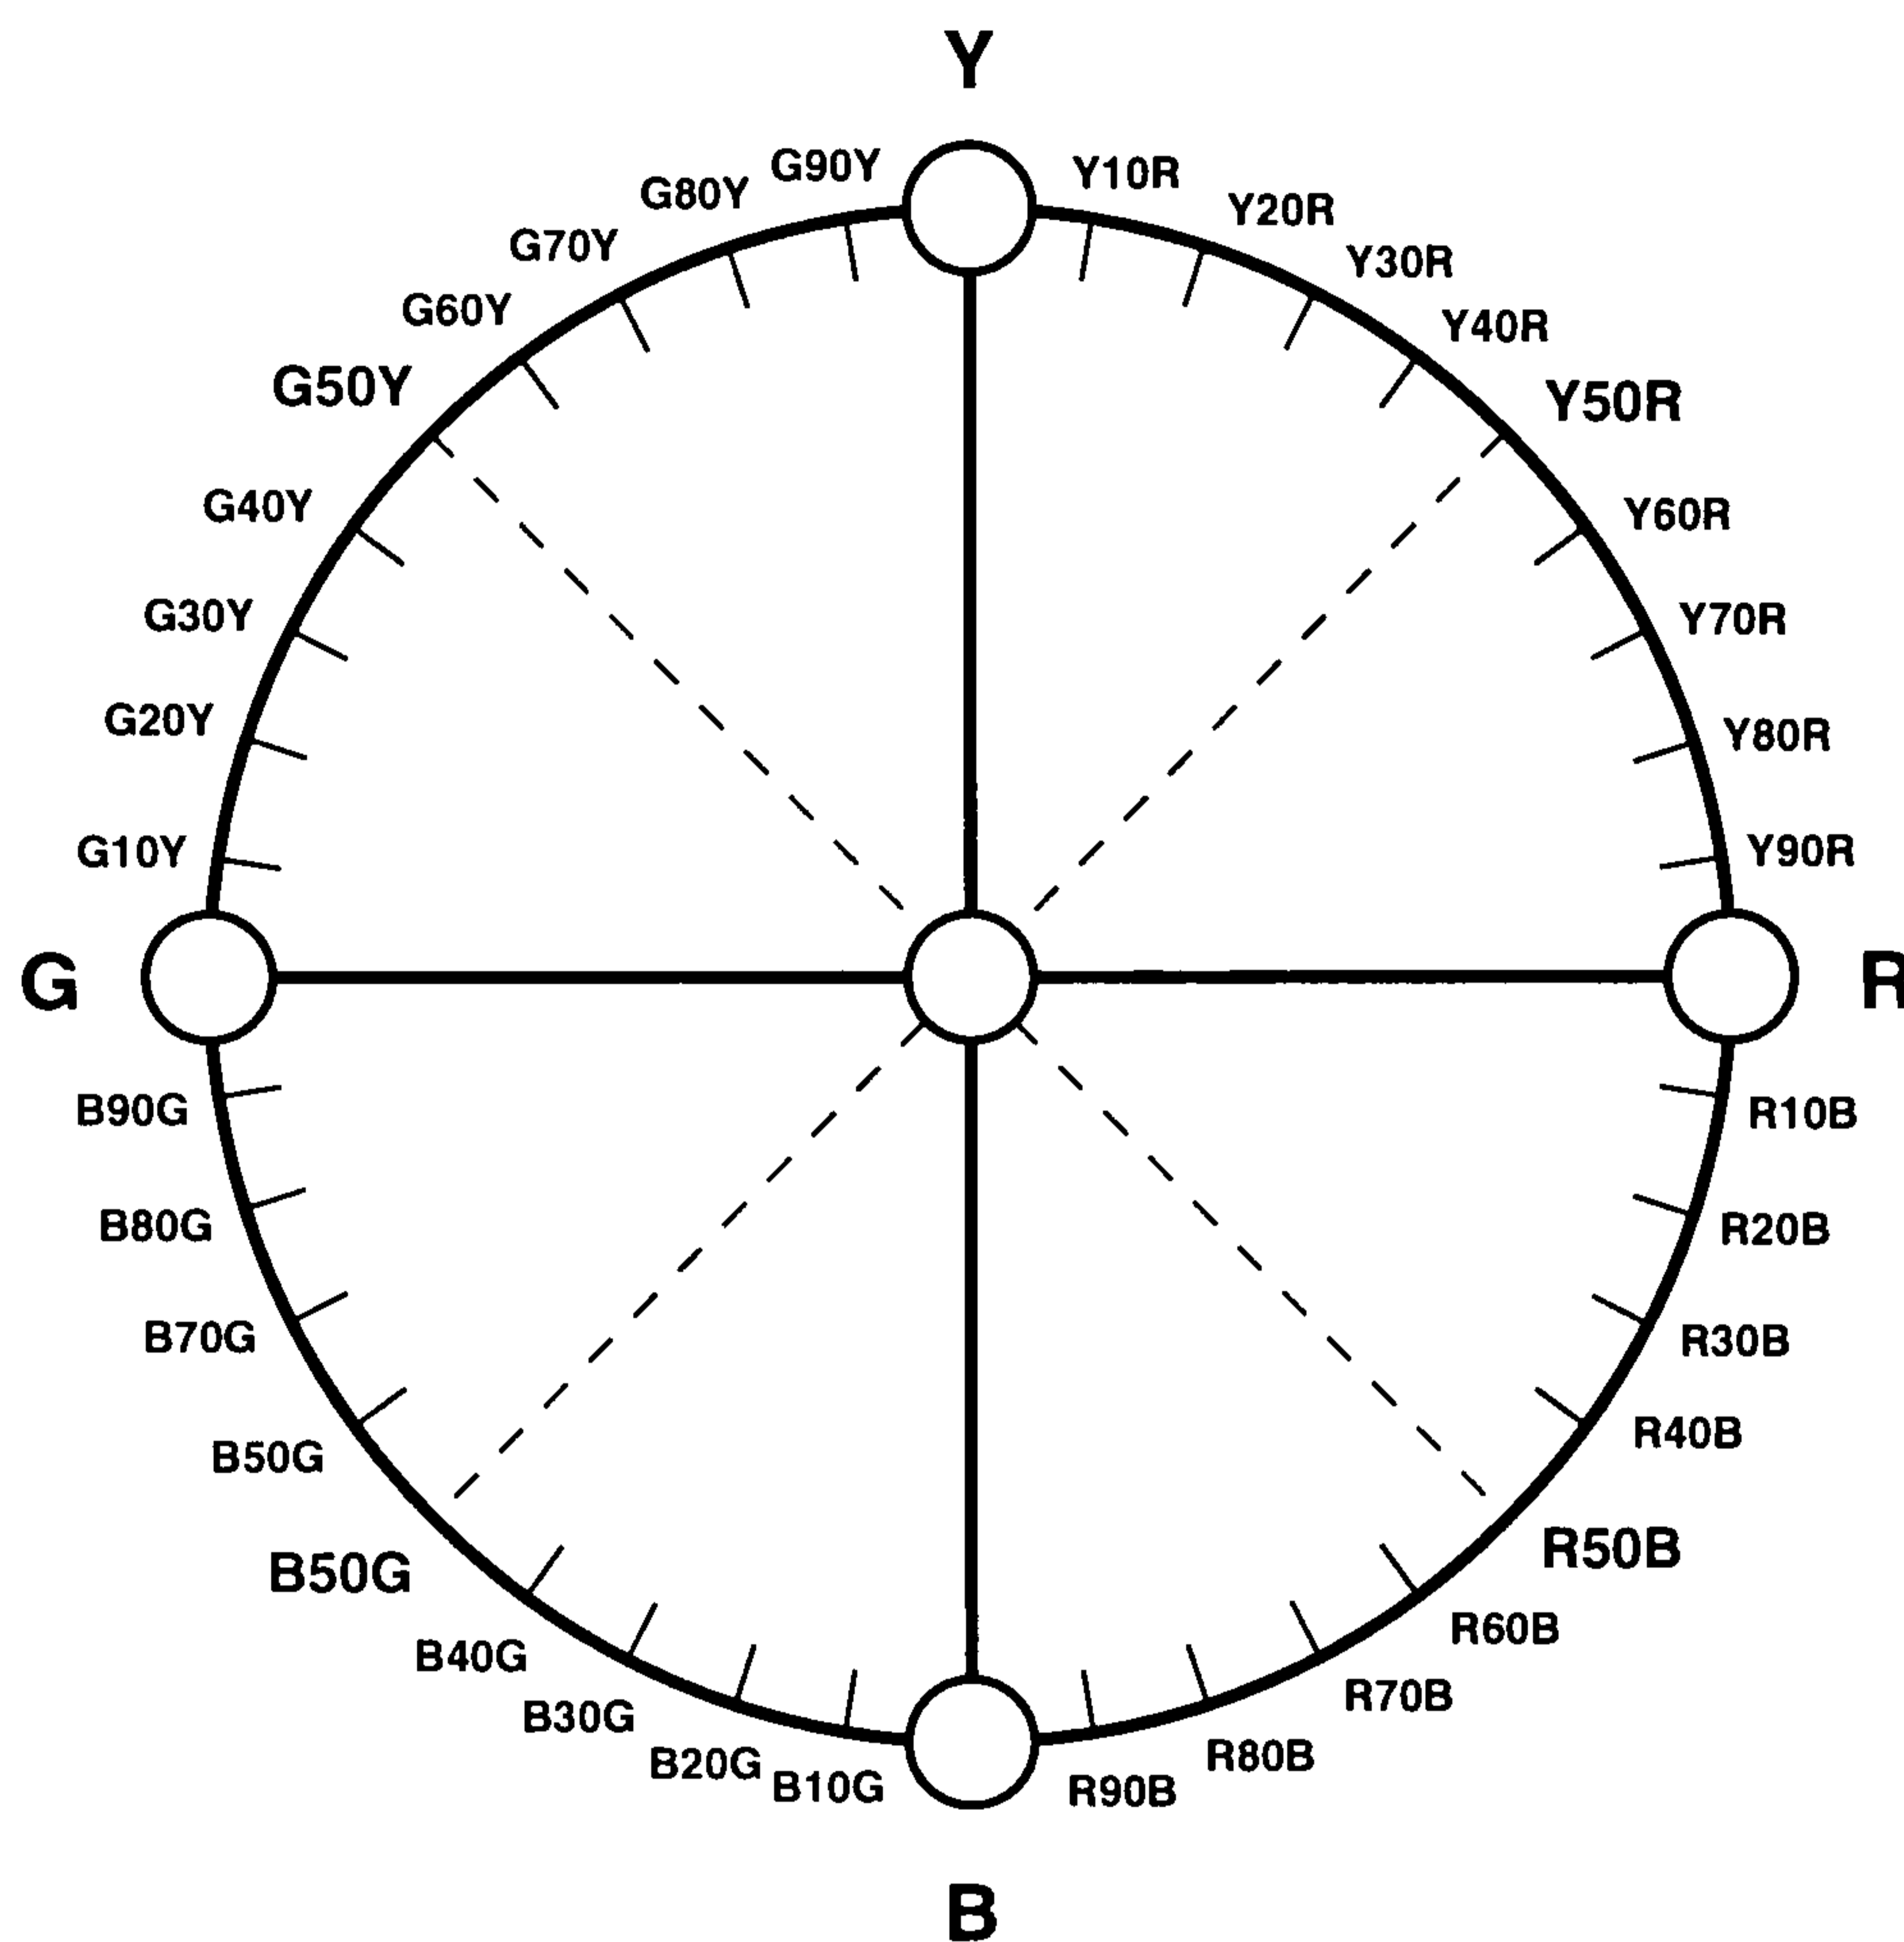 Y
G90Y
Y10R
G80Y
Y20R
G70Y
Y30R
G60Y
Y40R
G50Y
Y50R
G40Y
Y60R
G30Y
Y70R
G20Y
Y80R
G10Y
Y90R
G
R
B90G
R10B
B80G
R20B
B70G
R30B
B50G
R40B
B50G
R50B
B40G
R60B
B30G
R70B
B20G
R80B
B10G
R90B
B